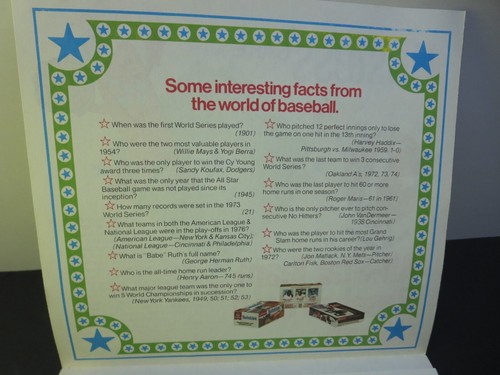 Some interesting facts from
the world of baseball.
When was the first World Series played?
(1901)
Who were the two most valuable players in
1954? (Willie Mays & Yogi Berra)
Who was the only player to win the Cy Young
award three times? (Sandy Koufax, Dodgers)
What was the only year the All Star
Baseball game was not played since its
inception? (1945)
How many records were set in the 1973
World Series? (21)
What teams in both the American League &
National League were in the play-offs in 1976?
(American League—New York & Kansas City)
(National League—Cincinnati & Philadelphia)
What is "Babe" Ruth's full name?
(George Herman Ruth)
Who is the all-time home run leader?
(Henry Aaron—745 runs)
What major league team was the only one to
win 5 World Championships in succession?
(New York Yankees, 1949; 50; 51; 52; 53)
Who pitched 12 perfect innings only to lose
the game on one hit in the 13th inning?
(Harvey Haddix—
Pittsburgh vs. Milwaukee 1959, 1-0)
What was the last team to win 3 consecutive
World Series?
(Oakland A's, 1972, 73, 74)
Who was the last player to hit 60 or more
home runs in one season?
(Roger Maris—61 in 1961)
Who is the only pitcher ever to pitch con-
secutive No Hitters? (John VanDermeer—
1938 Cincinnati)
Who was the player to hit the most Grand
Slam home runs in his career? (Lou Gehrig)
Who were the two rookies of the year in
1972? (Jon Matlack, N.Y. Mets—Pitcher-
Carlton Fisk, Boston Red Sox—Catcher)